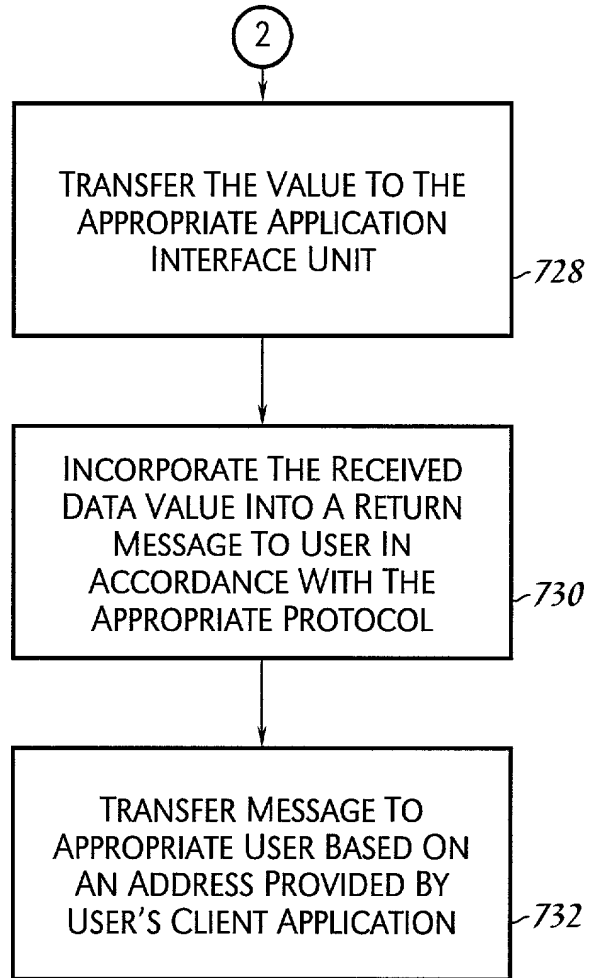 2
TRANSFER THE VALUE TO THE
APPROPRIATE APPLICATION
INTERFACE UNIT
728
INCORPORATE THE RECEIVED
DATA VALUE INTO A RETURN
MESSAGE TO USER IN
ACCORDANCE WITH THE
APPROPRIATE PROTOCOL
730
TRANSFER MESSAGE TO
APPROPRIATE USER BASED ON
AN ADDRESS PROVIDED BY
USER'S CLIENT APPLICATION
732